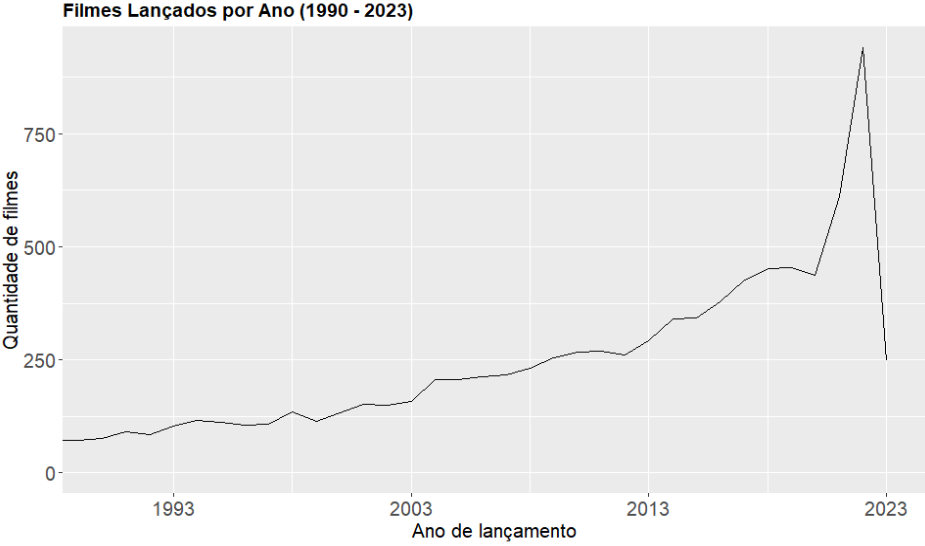 Filmes Lançados por Ano (1990 - 2023)
Quantidade de filmes
750
500
250
0
1993
2003
2013
2023
Ano de lançamento